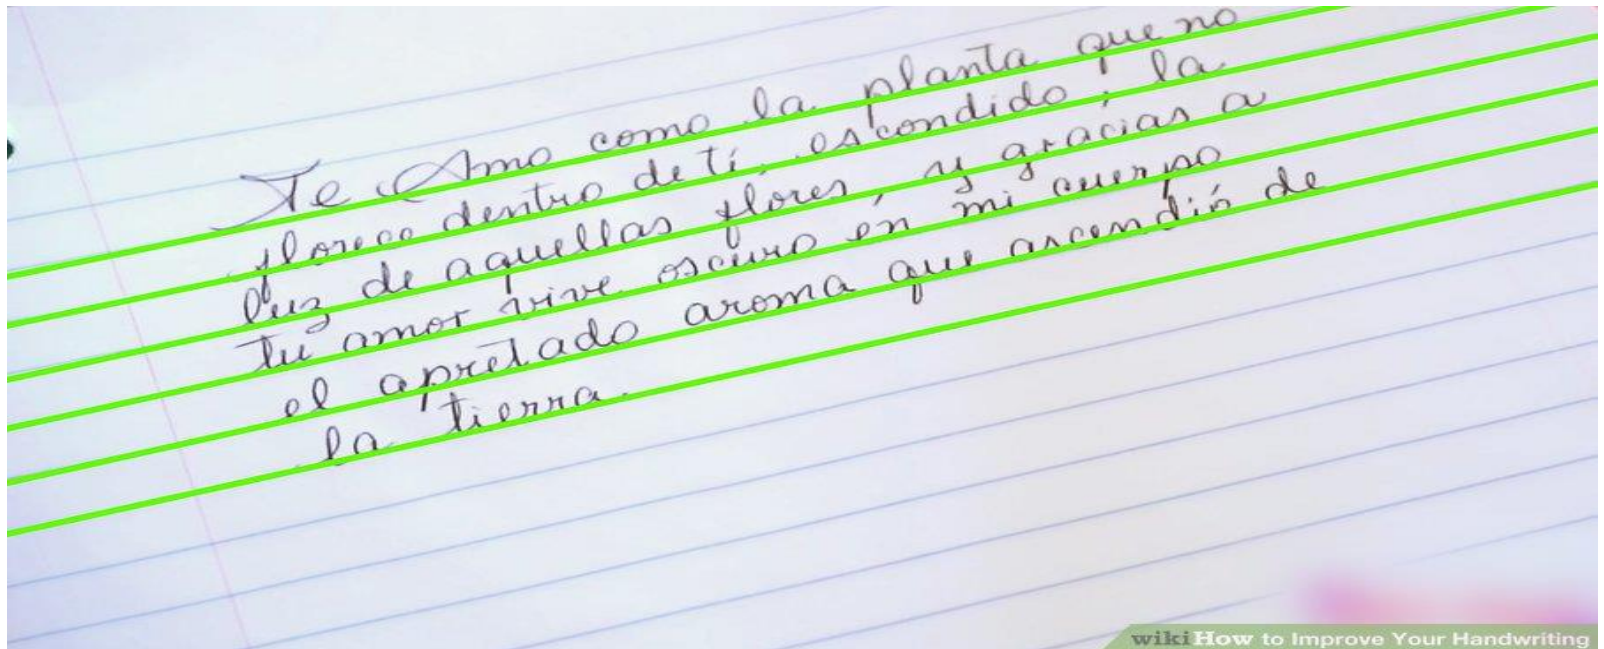 Te Amo como la planta que no
florece dentro de ti, escondido, la
luz de aquellas flores, y gracias a
tu amor vive oscuro en mi cuerpo
el apretado aroma que ascendió de
la tierra.
wikiHow to Improve Your Handwriting